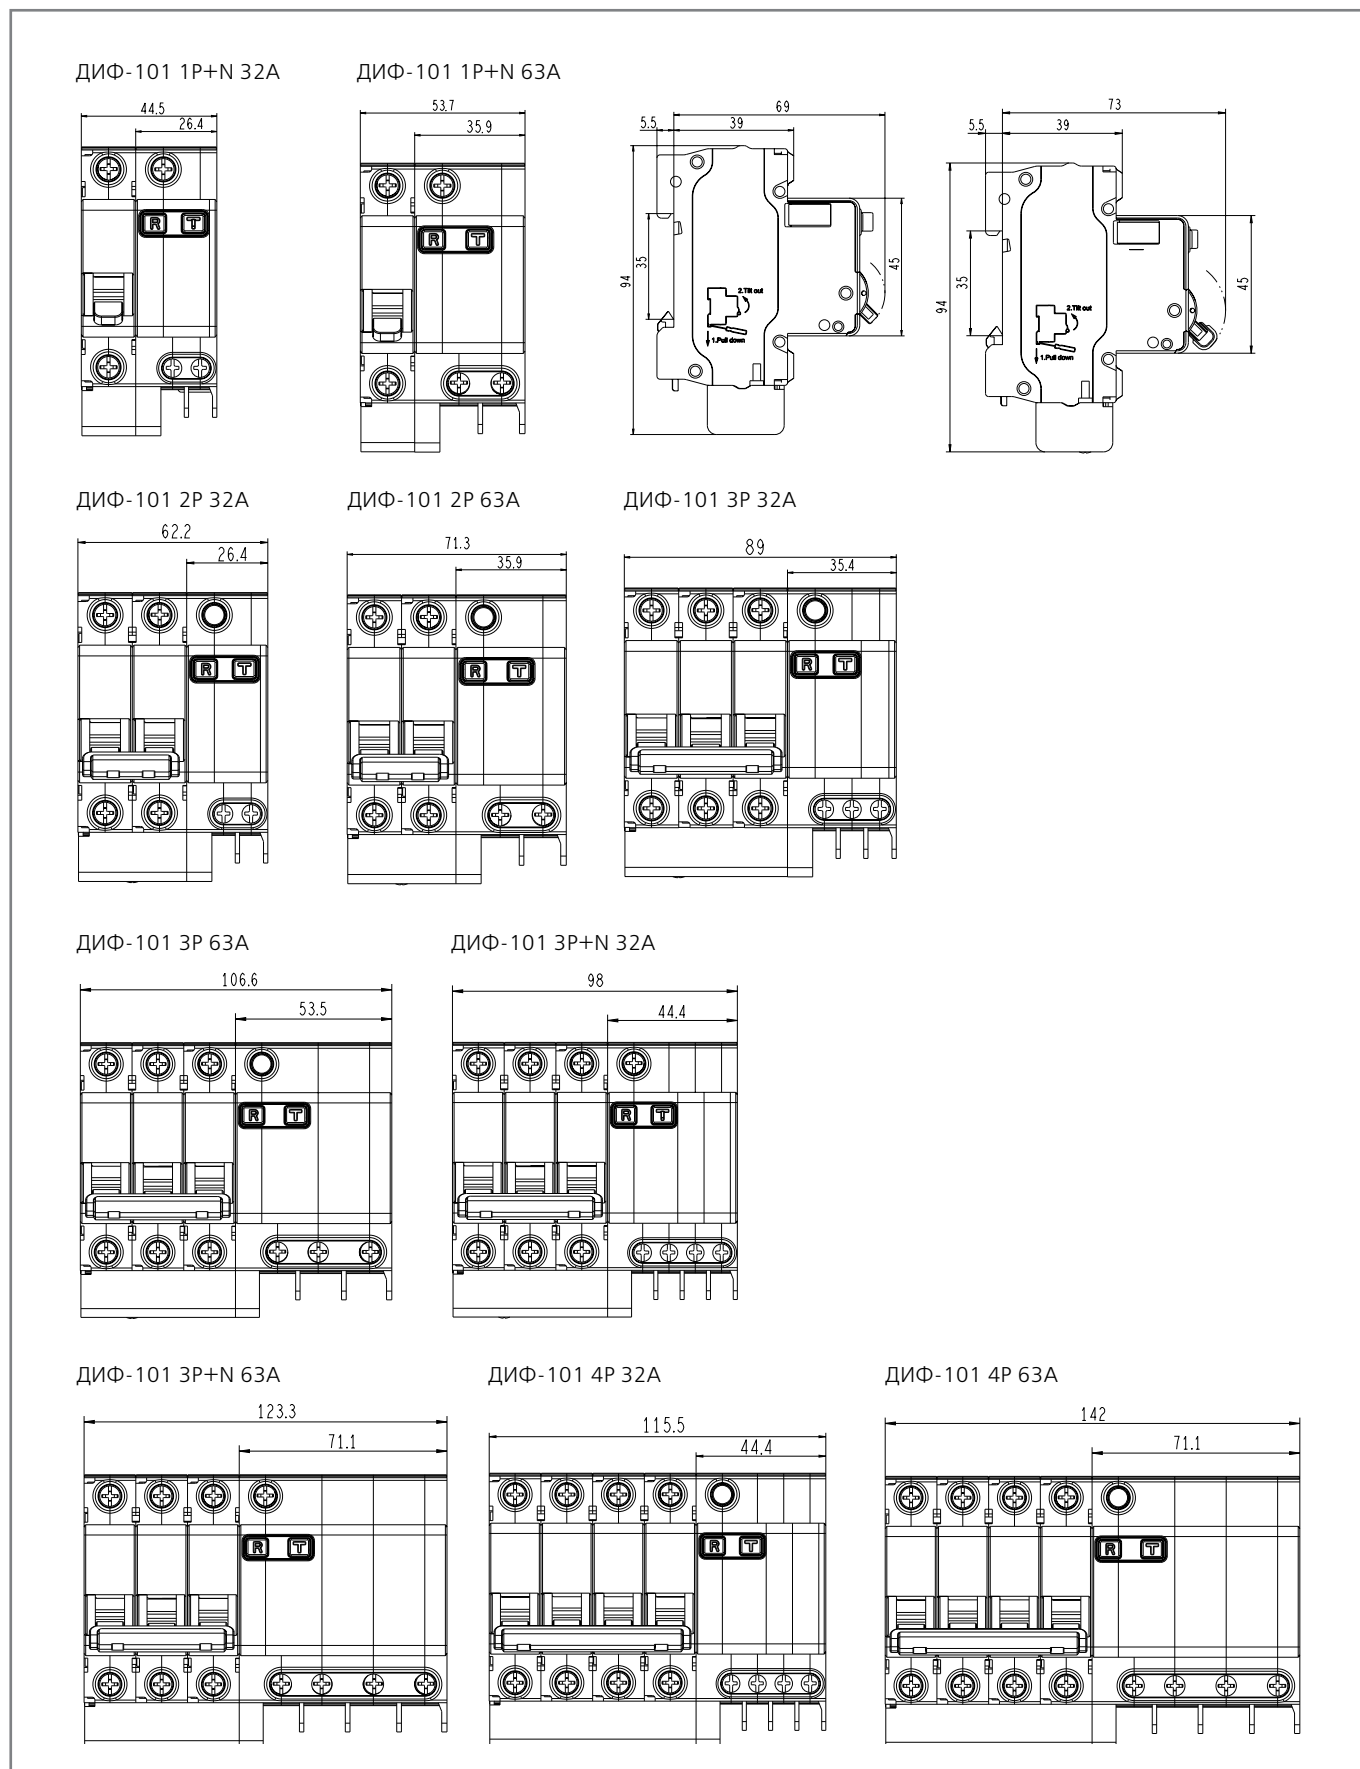 ДИФ-101 1P+N 32A
ДИФ-101 1P+N 63A
44.5
26.4
R T
53.7
35.9
R T
69
5.5
39
94
35
45
2.Tilt out
1.Pull down
73
5.5
39
94
35
45
2.Tilt out
1.Pull down
ДИФ-101 2P 32A
ДИФ-101 2P 63A
ДИФ-101 3P 32A
62.2
26.4
R T
71.3
35.9
R T
89
35.4
R T
ДИФ-101 3P 63A
ДИФ-101 3P+N 32A
106.6
53.5
R T
98
44.4
R T
ДИФ-101 3P+N 63A
ДИФ-101 4P 32A
ДИФ-101 4P 63A
123.3
71.1
R T
115.5
44.4
R T
142
71.1
R T